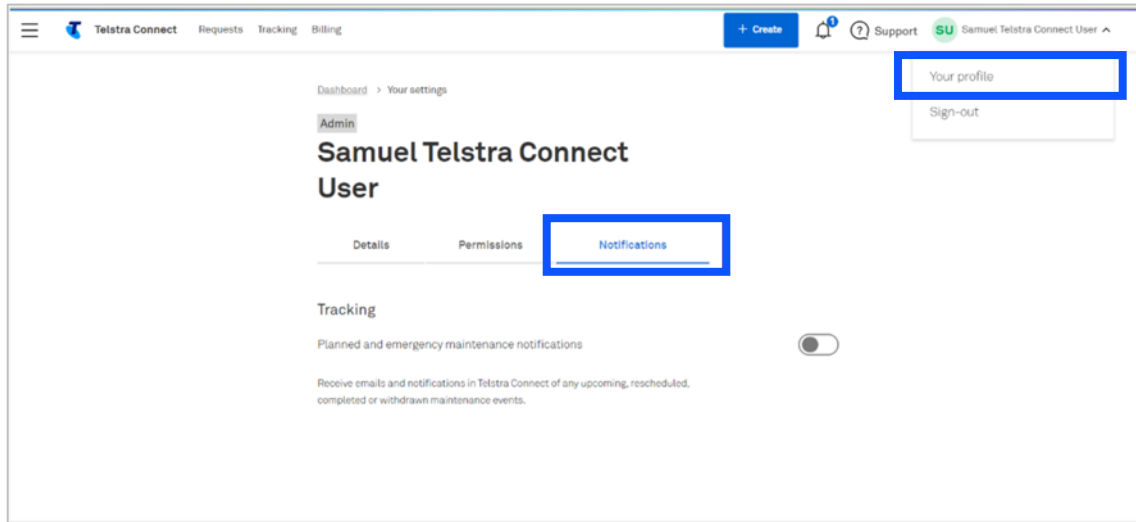 Telstra Connect Requests Tracking Billing + Create 1 ? Support SU Samuel Telstra Connect User
Your profile
Sign-out
Dashboard > Your settings
Admin
Samuel Telstra Connect
User
Details Permissions Notifications
Tracking
Planned and emergency maintenance notifications
Receive emails and notifications in Telstra Connect of any upcoming, rescheduled,
completed or withdrawn maintenance events.